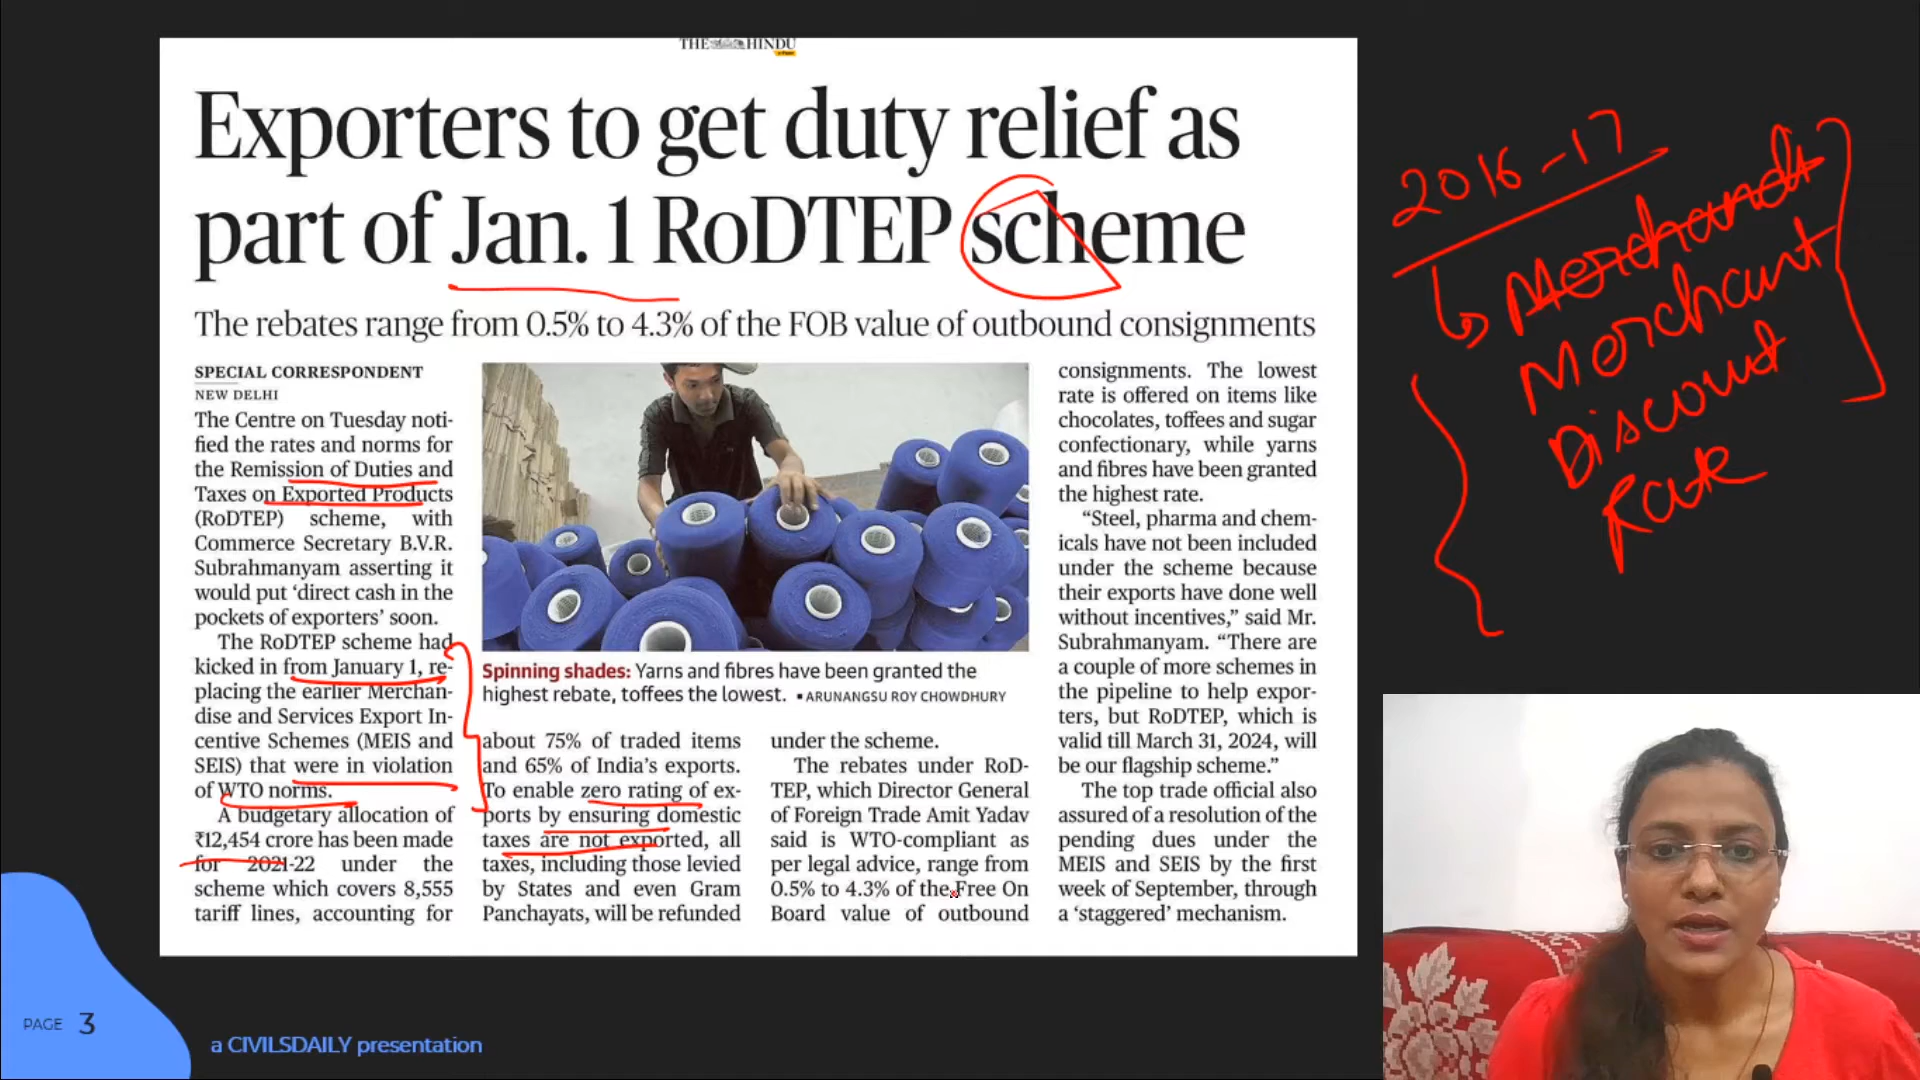 THE HINDU
Exporters to get duty relief as
part of Jan. 1 RoDTEP scheme
The rebates range from 0.5% to 4.3% of the FOB value of outbound consignments
SPECIAL CORRESPONDENT
NEW DELHI
The Centre on Tuesday noti-
fied the rates and norms for
the Remission of Duties and
Taxes on Exported Products
(RoDTEP) scheme, with
Commerce Secretary B.V.R.
Subrahmanyam asserting it
would put ‘direct cash in the
pockets of exporters’ soon.
The RoDTEP scheme had
kicked in from January 1, re-
placing the earlier Merchan-
dise and Services Export In-
centive Schemes (MEIS and
SEIS) that were in violation
of WTO norms.
A budgetary allocation of
₹12,454 crore has been made
for 2021-22 under the
scheme which covers 8,555
tariff lines, accounting for
Spinning shades: Yarns and fibres have been granted the
highest rebate, toffees the lowest. ▪ ARUNANGSU ROY CHOWDHURY
about 75% of traded items
and 65% of India’s exports.
To enable zero rating of ex-
ports by ensuring domestic
taxes are not exported, all
taxes, including those levied
by States and even Gram
Panchayats, will be refunded
under the scheme.
The rebates under RoD-
TEP, which Director General
of Foreign Trade Amit Yadav
said is WTO-compliant as
per legal advice, range from
0.5% to 4.3% of the Free On
Board value of outbound
consignments. The lowest
rate is offered on items like
chocolates, toffees and sugar
confectionary, while yarns
and fibres have been granted
the highest rate.
“Steel, pharma and chem-
icals have not been included
under the scheme because
their exports have done well
without incentives,” said Mr.
Subrahmanyam. “There are
a couple of more schemes in
the pipeline to help expor-
ters, but RoDTEP, which is
valid till March 31, 2024, will
be our flagship scheme.”
The top trade official also
assured of a resolution of the
pending dues under the
MEIS and SEIS by the first
week of September, through
a ‘staggered’ mechanism.
2016-17
Merchant
Discount
Rate
PAGE 3
a CIVILSDAILY presentation